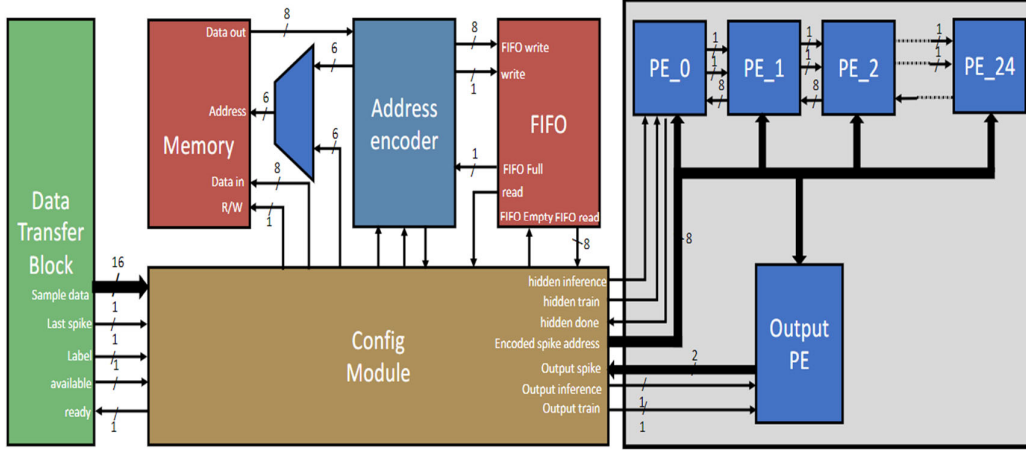 Data
Transfer
Block
Sample data
Last spike
Label
available
ready
16
1
1
1
1
Memory
Data out
Address
Data in
R/W
8
6
6
6
8
1
Address
encoder
8
1
1
FIFO
FIFO write
write
FIFO Full
read
FIFO Empty
FIFO read
8
Config
Module
hidden inference
hidden train
hidden done
Encoded spike address
Output spike
Output inference
Output train
8
2
1
1
1
PE_0
1
1
8
PE_1
1
1
8
PE_2
1
1
PE_24
Output
PE